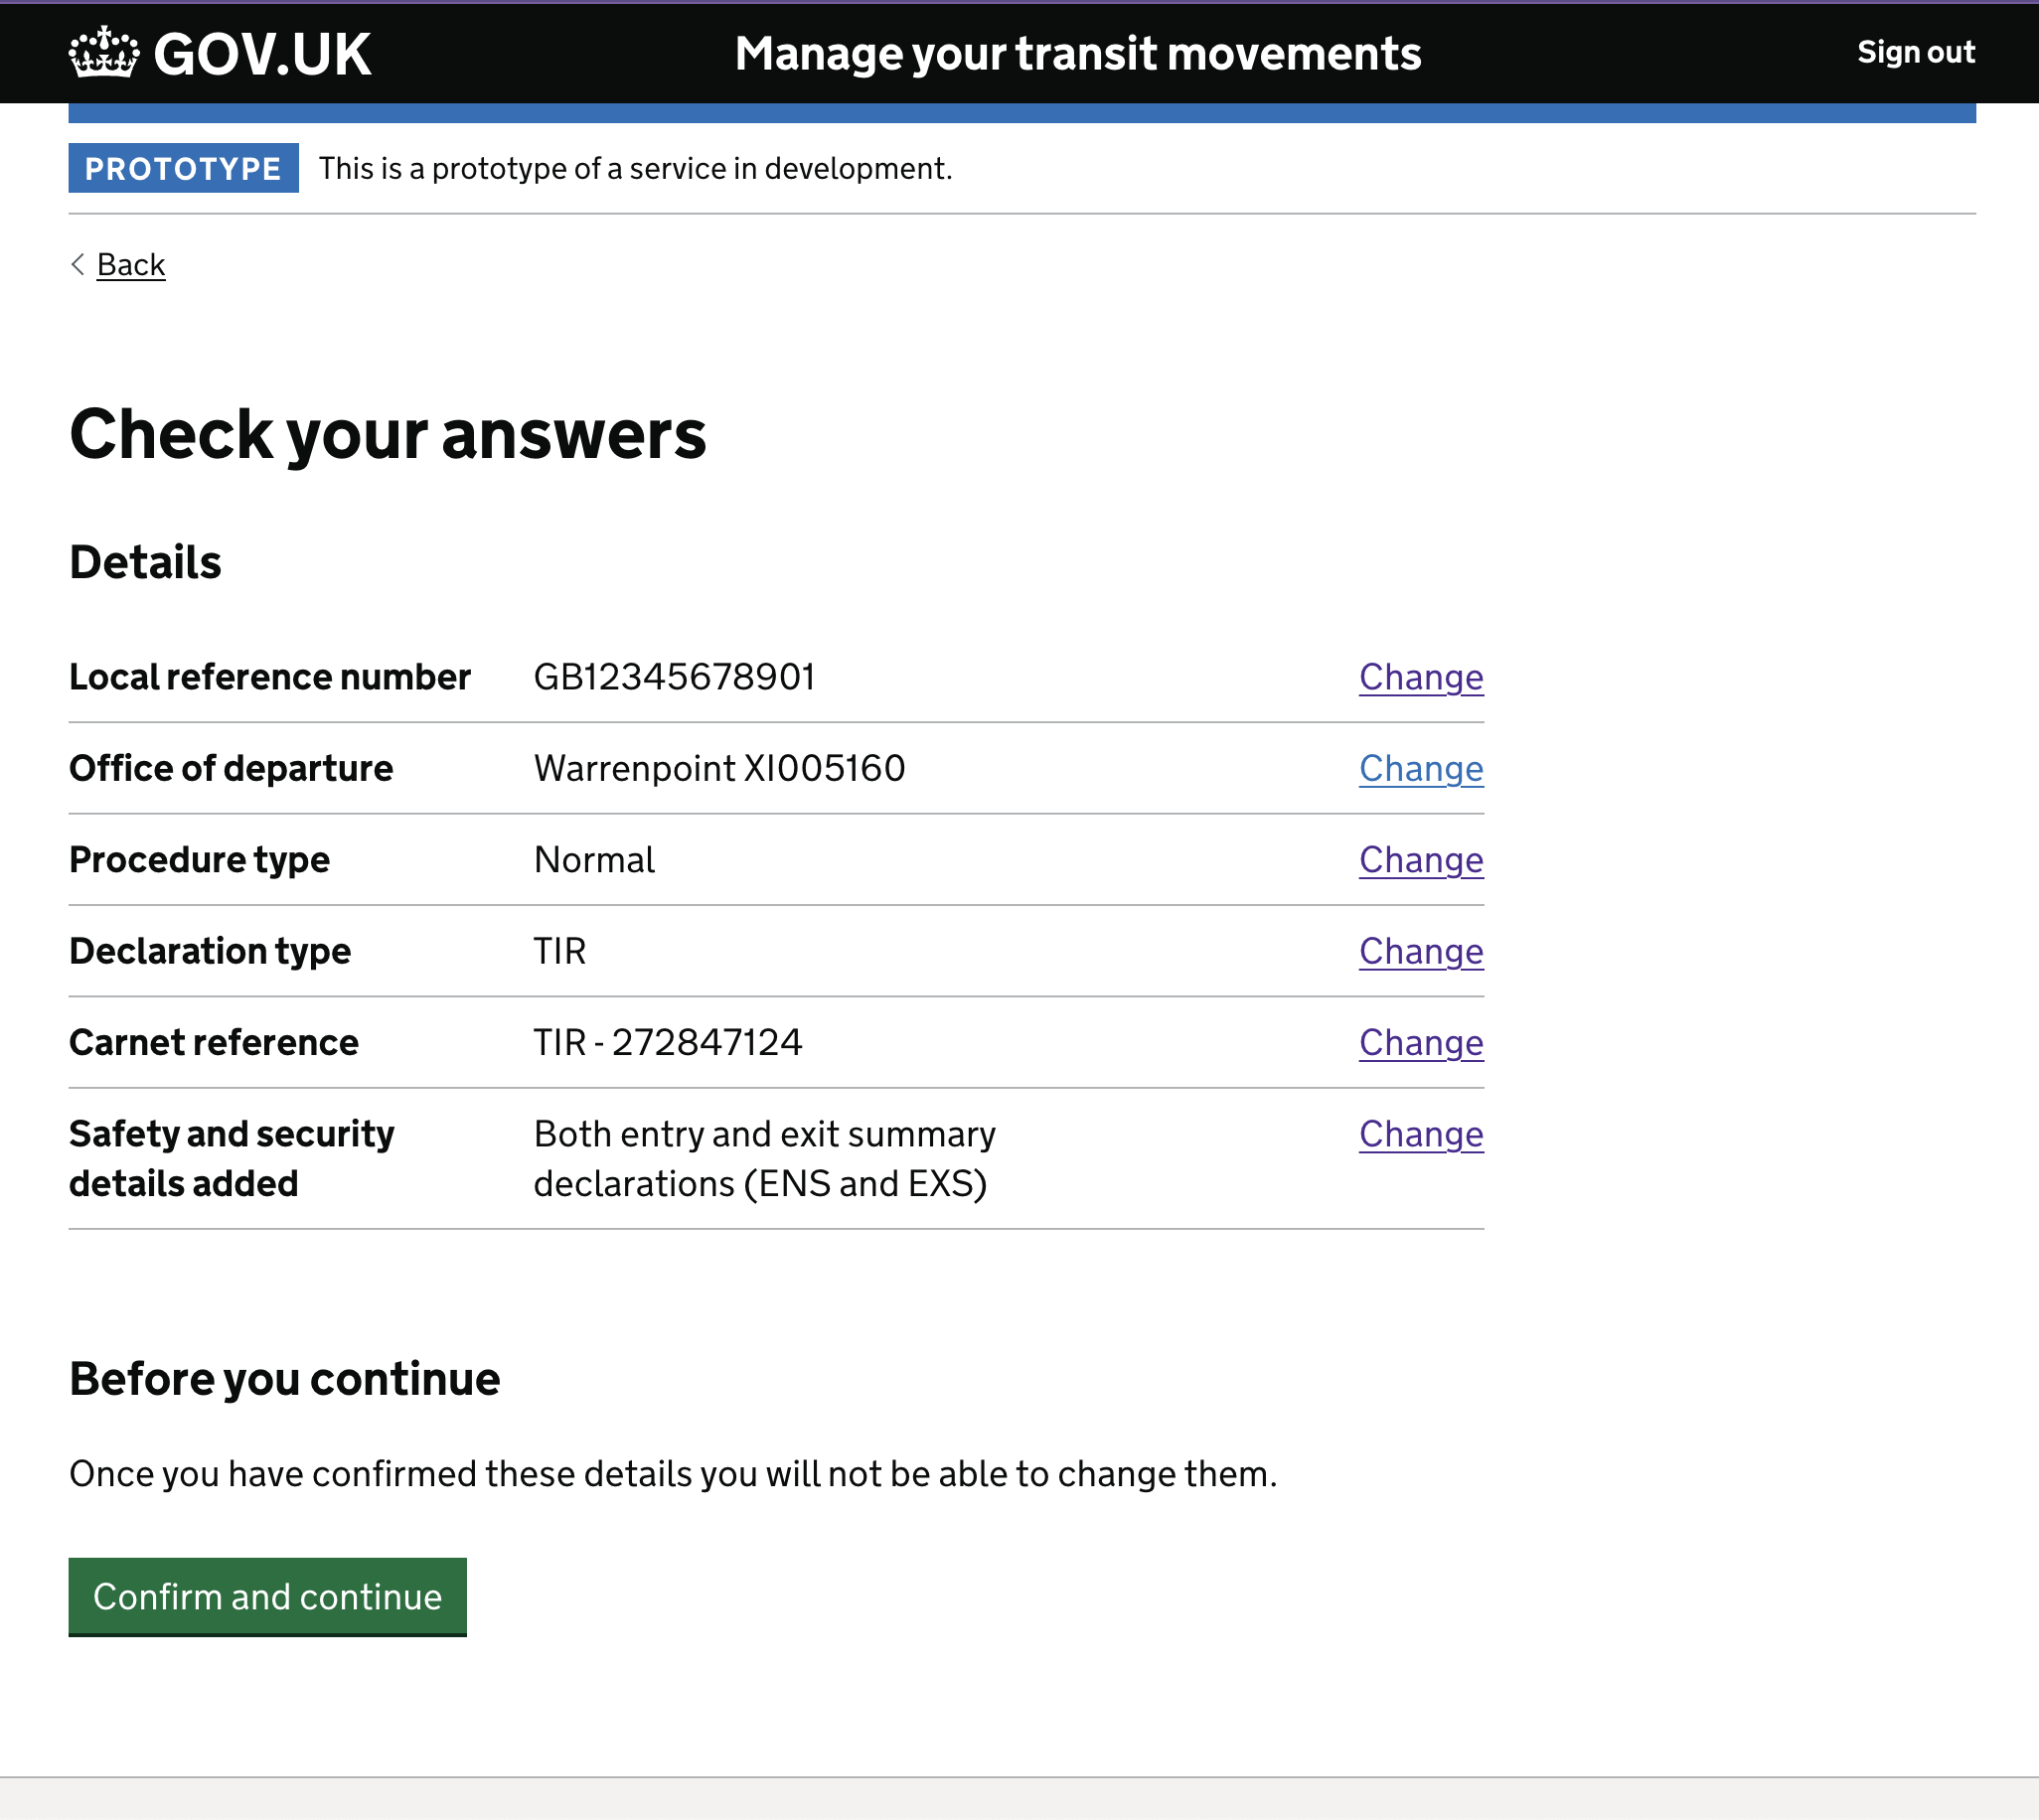 GOV.UK Manage your transit movements Sign out
PROTOTYPE This is a prototype of a service in development.
Back
Check your answers
Details
Local reference number GB12345678901 Change
Office of departure Warrenpoint XI005160 Change
Procedure type Normal Change
Declaration type TIR Change
Carnet reference TIR - 272847124 Change
Safety and security Both entry and exit summary Change
details added declarations (ENS and EXS)
Before you continue
Once you have confirmed these details you will not be able to change them.
Confirm and continue